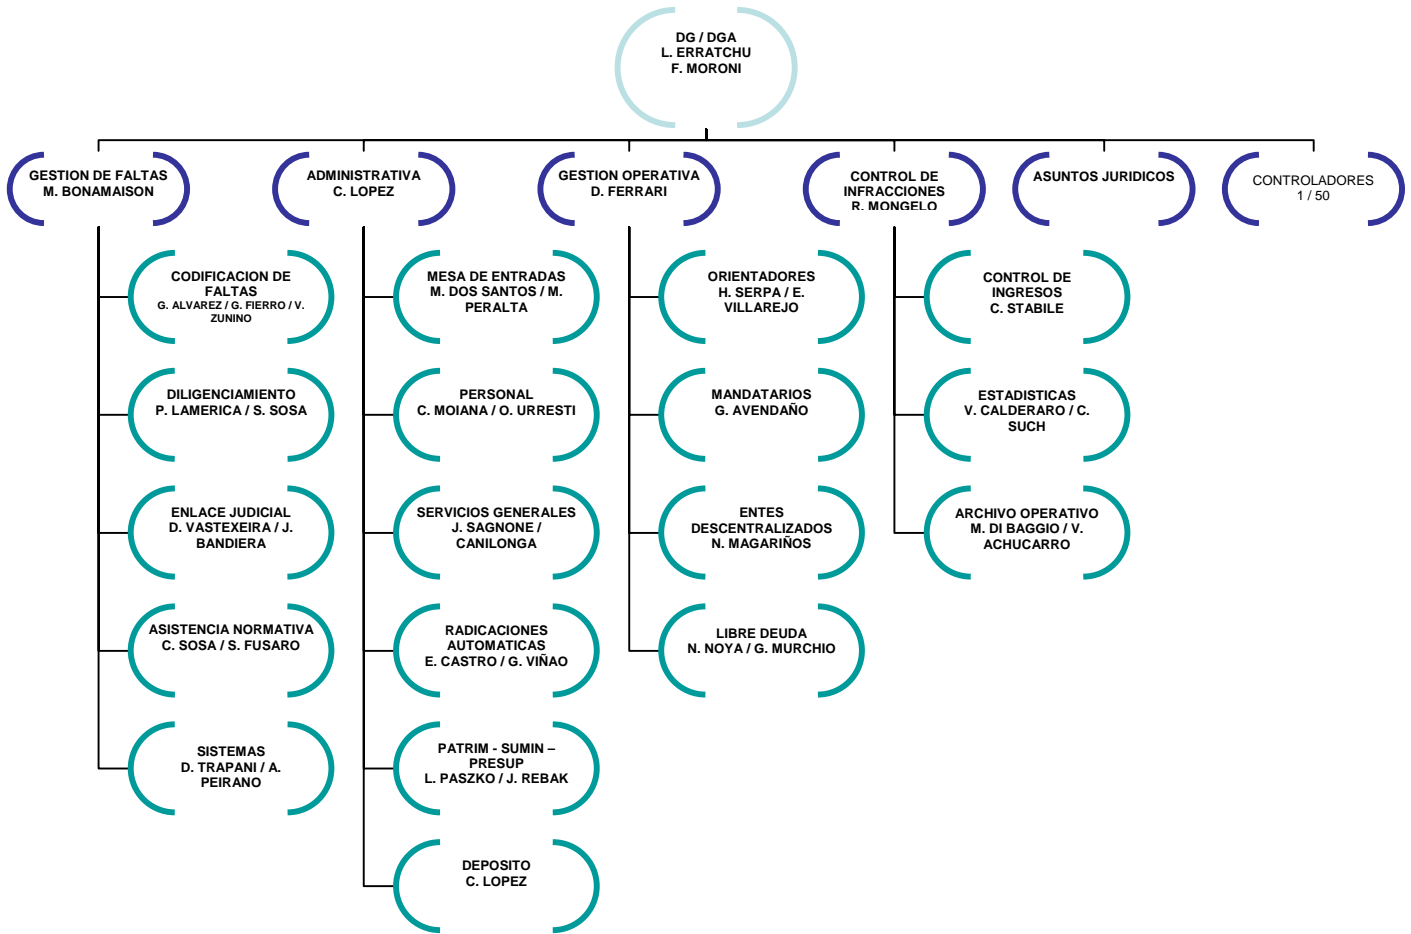 DG / DGA
L. ERRATCHU
F. MORONI
GESTION DE FALTAS
M. BONAMAISON
ADMINISTRATIVA
C. LOPEZ
GESTION OPERATIVA
D. FERRARI
CONTROL DE
INFRACCIONES
R. MONGELO
ASUNTOS JURIDICOS
CONTROLADORES
1 / 50
CODIFICACION DE
FALTAS
G. ALVAREZ / G. FIERRO / V.
ZUNINO
DILIGENCIAMIENTO
P. LAMERICA / S. SOSA
ENLACE JUDICIAL
D. VASTEXEIRA / J.
BANDIERA
ASISTENCIA NORMATIVA
C. SOSA / S. FUSARO
SISTEMAS
D. TRAPANI / A.
PEIRANO
MESA DE ENTRADAS
M. DOS SANTOS / M.
PERALTA
PERSONAL
C. MOIANA / O. URRESTI
SERVICIOS GENERALES
J. SAGNONE /
CANILONGA
RADICACIONES
AUTOMATICAS
E. CASTRO / G. VIÑAO
PATRIM - SUMIN –
PRESUP
L. PASZKO / J. REBAK
DEPOSITO
C. LOPEZ
ORIENTADORES
H. SERPA / E.
VILLAREJO
MANDATARIOS
G. AVENDAÑO
ENTES
DESCENTRALIZADOS
N. MAGARIÑOS
LIBRE DEUDA
N. NOYA / G. MURCHIO
CONTROL DE
INGRESOS
C. STABILE
ESTADISTICAS
V. CALDERARO / C.
SUCH
ARCHIVO OPERATIVO
M. DI BAGGIO / V.
ACHUCARRO